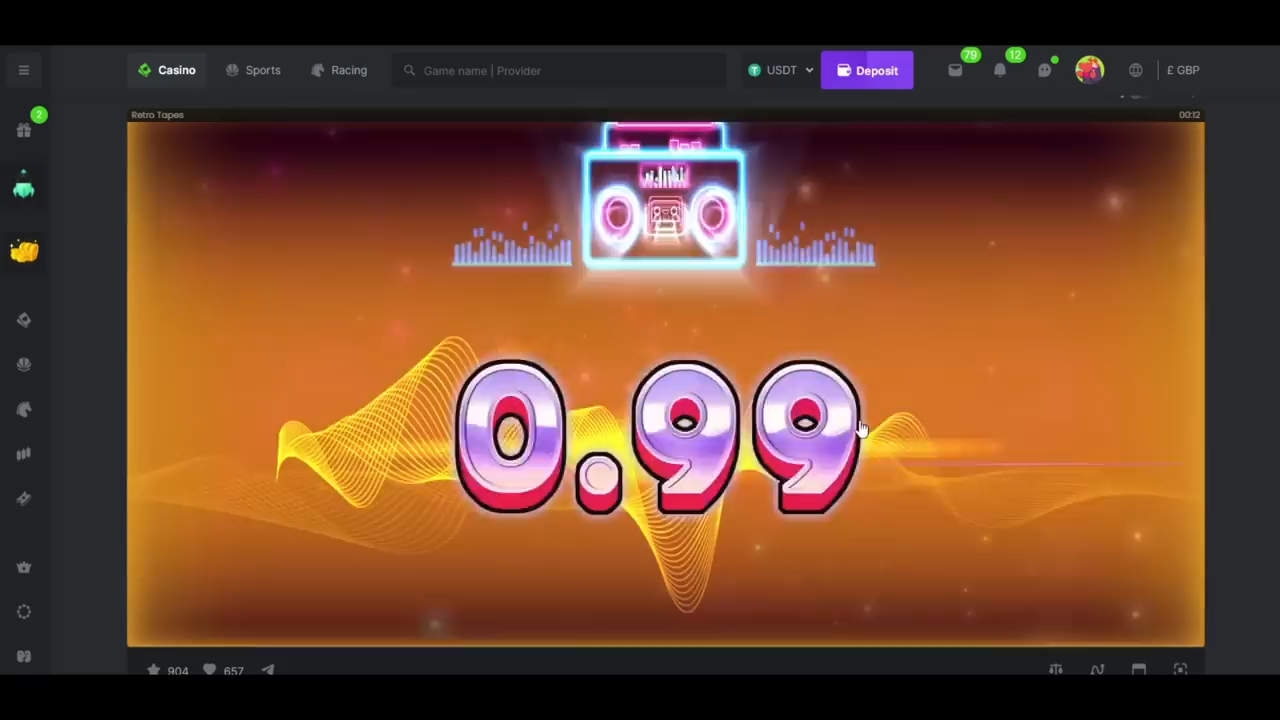 79 12
Casino Sports Racing Game name | Provider USDT Deposit £ GBP
2
Retro Tapes 00:12
0.99
904 657